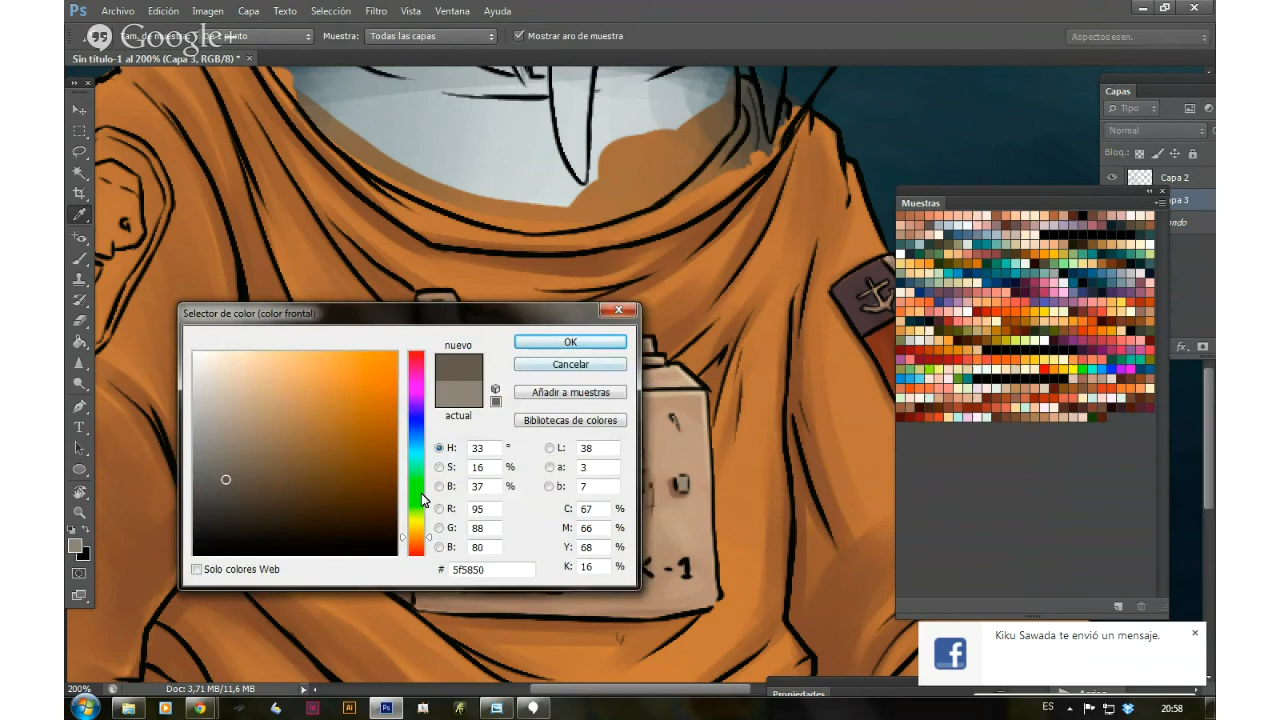 Ps Archivo Edición Imagen Capa Texto Selección Filtro Vista Ventana Ayuda
Google+
Muestra: Todas las capas Mostrar aro de muestra
Sin título-1 al 200% (Capa 3, RGB/8) *
Capas
Tipo
Normal
Bloq.:
Capa 2
Muestras
Selector de color (color frontal)
nuevo
actual
OK
Cancelar
Añadir a muestras
Bibliotecas de colores
H: 33 ° L: 38
S: 16 % a: 3
B: 37 % b: 7
R: 95 C: 67 %
G: 88 M: 66 %
B: 80 Y: 68 %
# 5f5850 K: 16 %
Solo colores Web
K-1
Kiku Sawada te envió un mensaje.
200% Doc: 3,71 MB/11,6 MB
Propiedades
ES 20:58